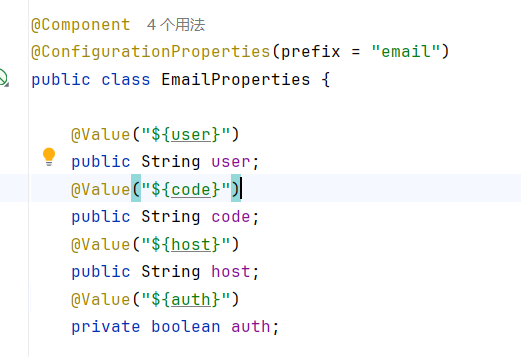 @Component 4 个用法
@ConfigurationProperties(prefix = "email")
public class EmailProperties {
@Value("${user}")
public String user;
@Value("${code}")
public String code;
@Value("${host}")
public String host;
@Value("${auth}")
private boolean auth;